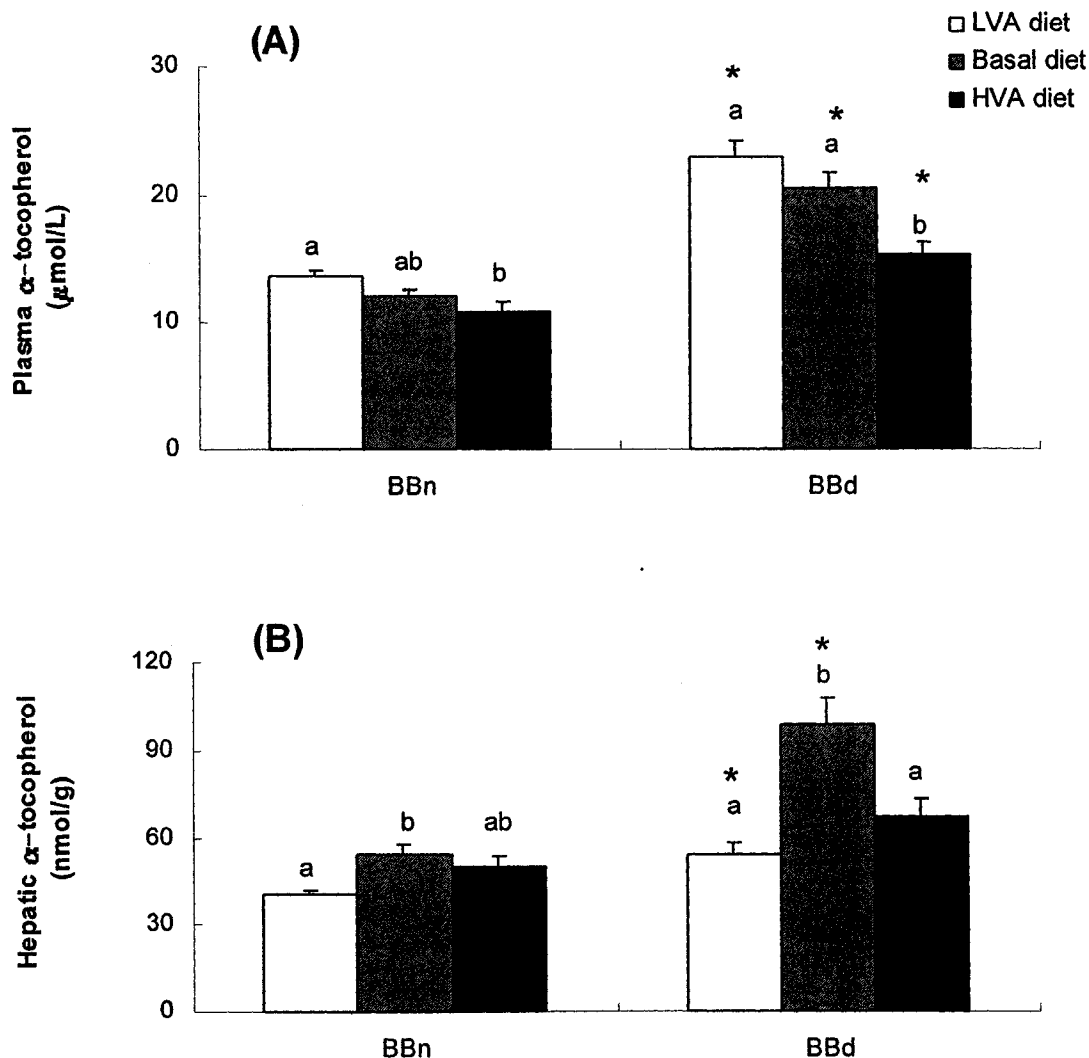 (A)
LVA diet
Basal diet
HVA diet
Plasma α-tocopherol
(μmol/L)
30
20
10
0
a
ab
b
*
a
*
a
*
b
BBn
BBd
(B)
Hepatic α-tocopherol
(nmol/g)
120
90
60
30
0
a
b
ab
*
a
*
b
a
BBn
BBd